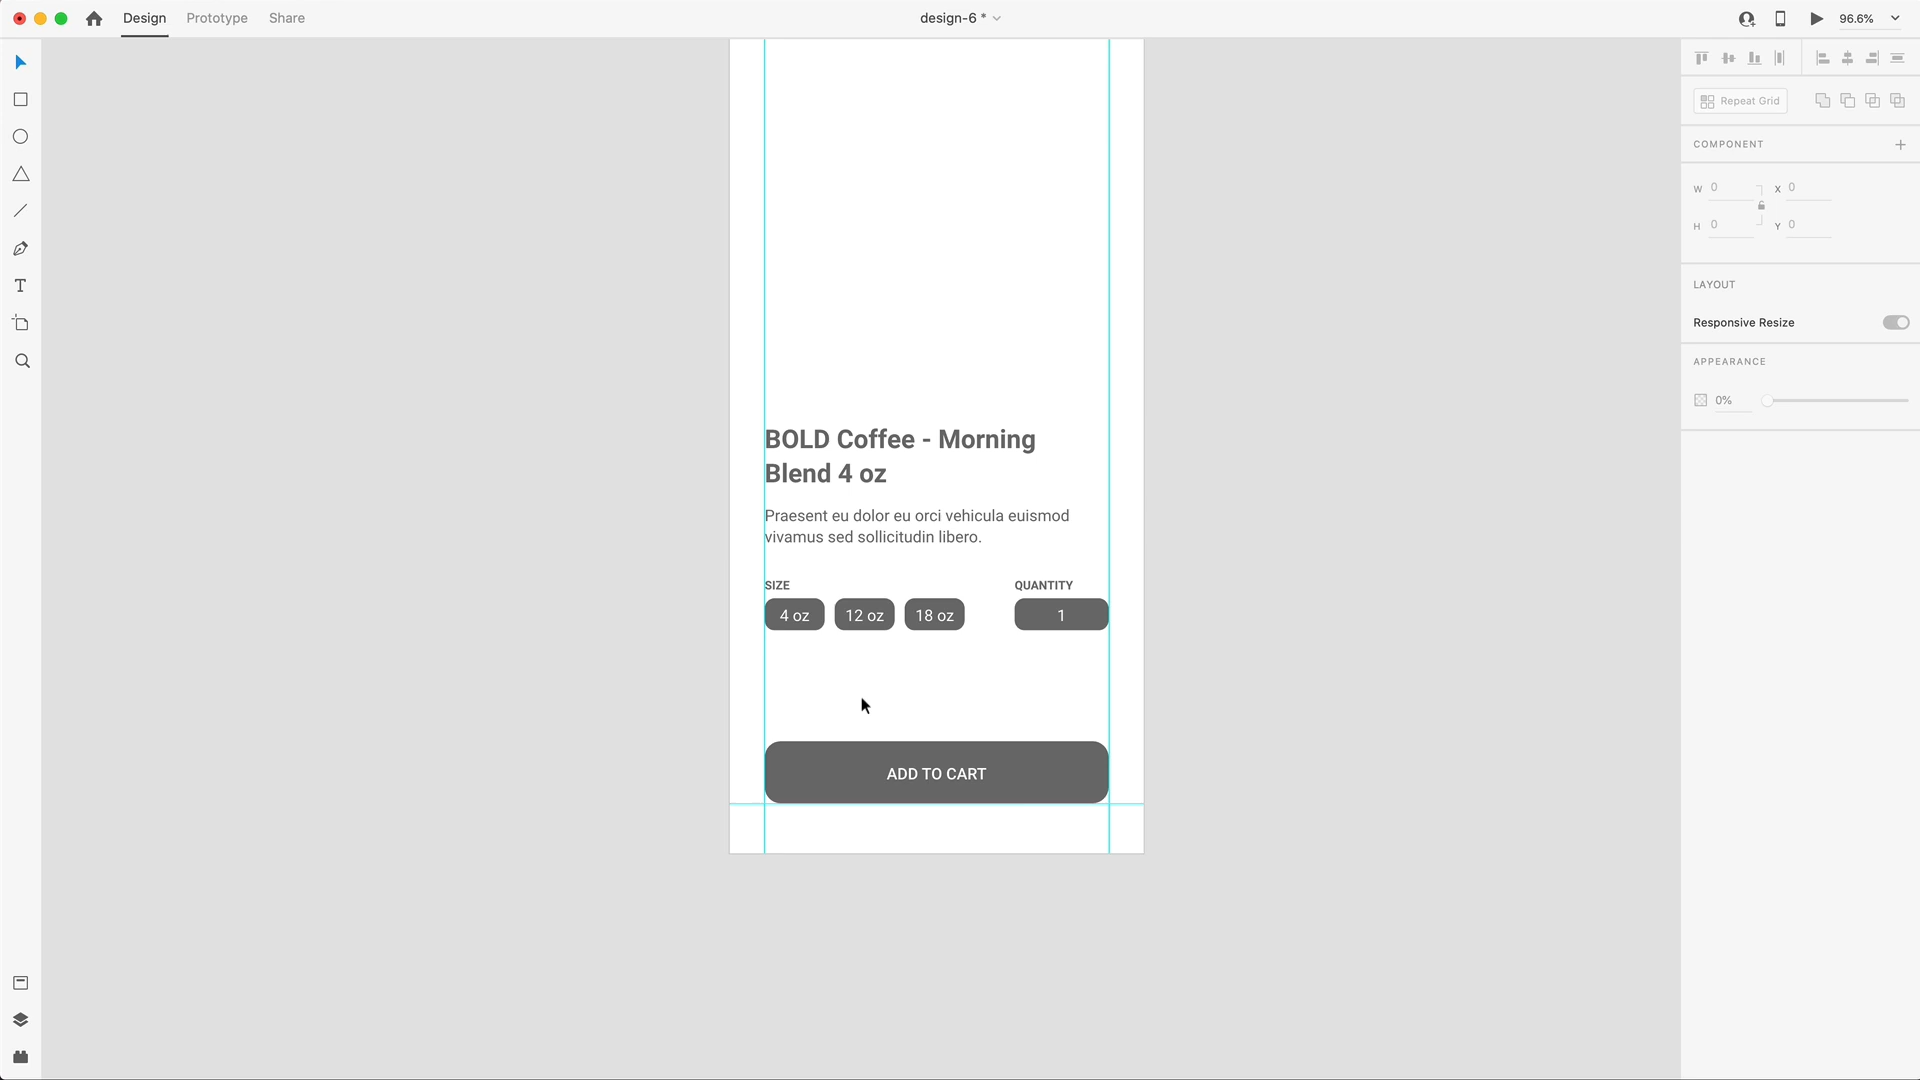 Design
Prototype
Share
design-6 *
96.6%
Repeat Grid
COMPONENT
W 0
X 0
H 0
Y 0
LAYOUT
Responsive Resize
APPEARANCE
0%
BOLD Coffee - Morning
Blend 4 oz
Praesent eu dolor eu orci vehicula euismod
vivamus sed sollicitudin libero.
SIZE
QUANTITY
4 oz
12 oz
18 oz
1
ADD TO CART